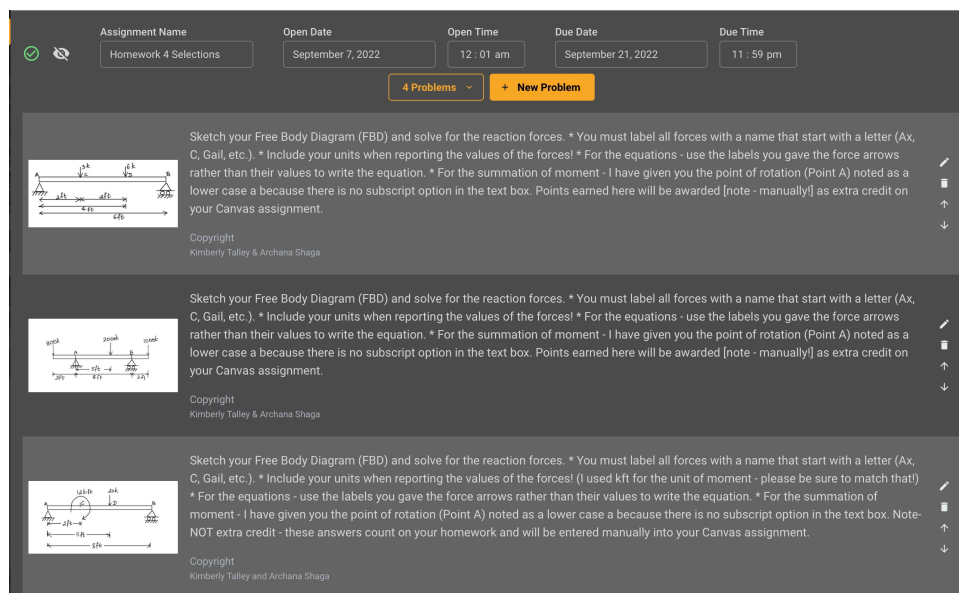 Assignment Name
Open Date
Open Time
Due Date
Due Time
Homework 4 Selections
September 7, 2022
12 : 01 am
September 21, 2022
11 : 59 pm
4 Problems
+ New Problem
Sketch your Free Body Diagram (FBD) and solve for the reaction forces. * You must label all forces with a name that start with a letter (Ax,
C, Gail, etc.). * Include your units when reporting the values of the forces! * For the equations - use the labels you gave the force arrows
rather than their values to write the equation. * For the summation of moment - I have given you the point of rotation (Point A) noted as a
lower case a because there is no subscript option in the text box. Points earned here will be awarded [note - manually!] as extra credit on
your Canvas assignment.
Copyright
Kimberly Talley & Archana Shaga
3k
6k
A
C
D
B
2ft
2ft
4ft
6ft
Sketch your Free Body Diagram (FBD) and solve for the reaction forces. * You must label all forces with a name that start with a letter (Ax,
C, Gail, etc.). * Include your units when reporting the values of the forces! * For the equations - use the labels you gave the force arrows
rather than their values to write the equation. * For the summation of moment - I have given you the point of rotation (Point A) noted as a
lower case a because there is no subscript option in the text box. Points earned here will be awarded [note - manually!] as extra credit on
your Canvas assignment.
Copyright
Kimberly Talley & Archana Shaga
A
B
5ft
8ft
Sketch your Free Body Diagram (FBD) and solve for the reaction forces. * You must label all forces with a name that start with a letter (Ax,
C, Gail, etc.). * Include your units when reporting the values of the forces! (I used kft for the unit of moment - please be sure to match that!)
* For the equations - use the labels you gave the force arrows rather than their values to write the equation. * For the summation of
moment - I have given you the point of rotation (Point A) noted as a lower case a because there is no subscript option in the text box. Note-
NOT extra credit - these answers count on your homework and will be entered manually into your Canvas assignment.
Copyright
Kimberly Talley and Archana Shaga
20k
A
C
D
2ft
5ft
8ft